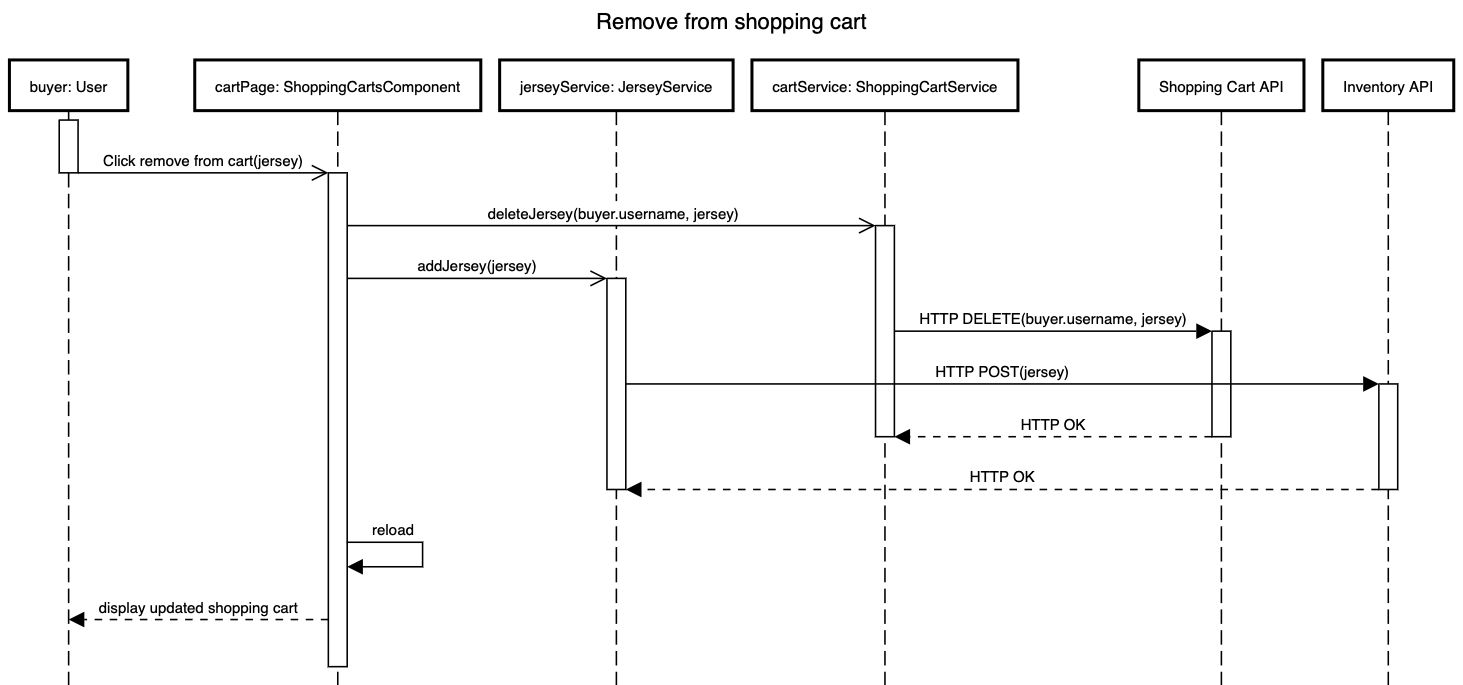 Remove from shopping cart
buyer: User
cartPage: ShoppingCartsComponent
jerseyService: JerseyService
cartService: ShoppingCartService
Shopping Cart API
Inventory API
Click remove from cart(jersey)
deleteJersey(buyer.username, jersey)
addJersey(jersey)
HTTP DELETE(buyer.username, jersey)
HTTP POST(jersey)
HTTP OK
HTTP OK
reload
display updated shopping cart